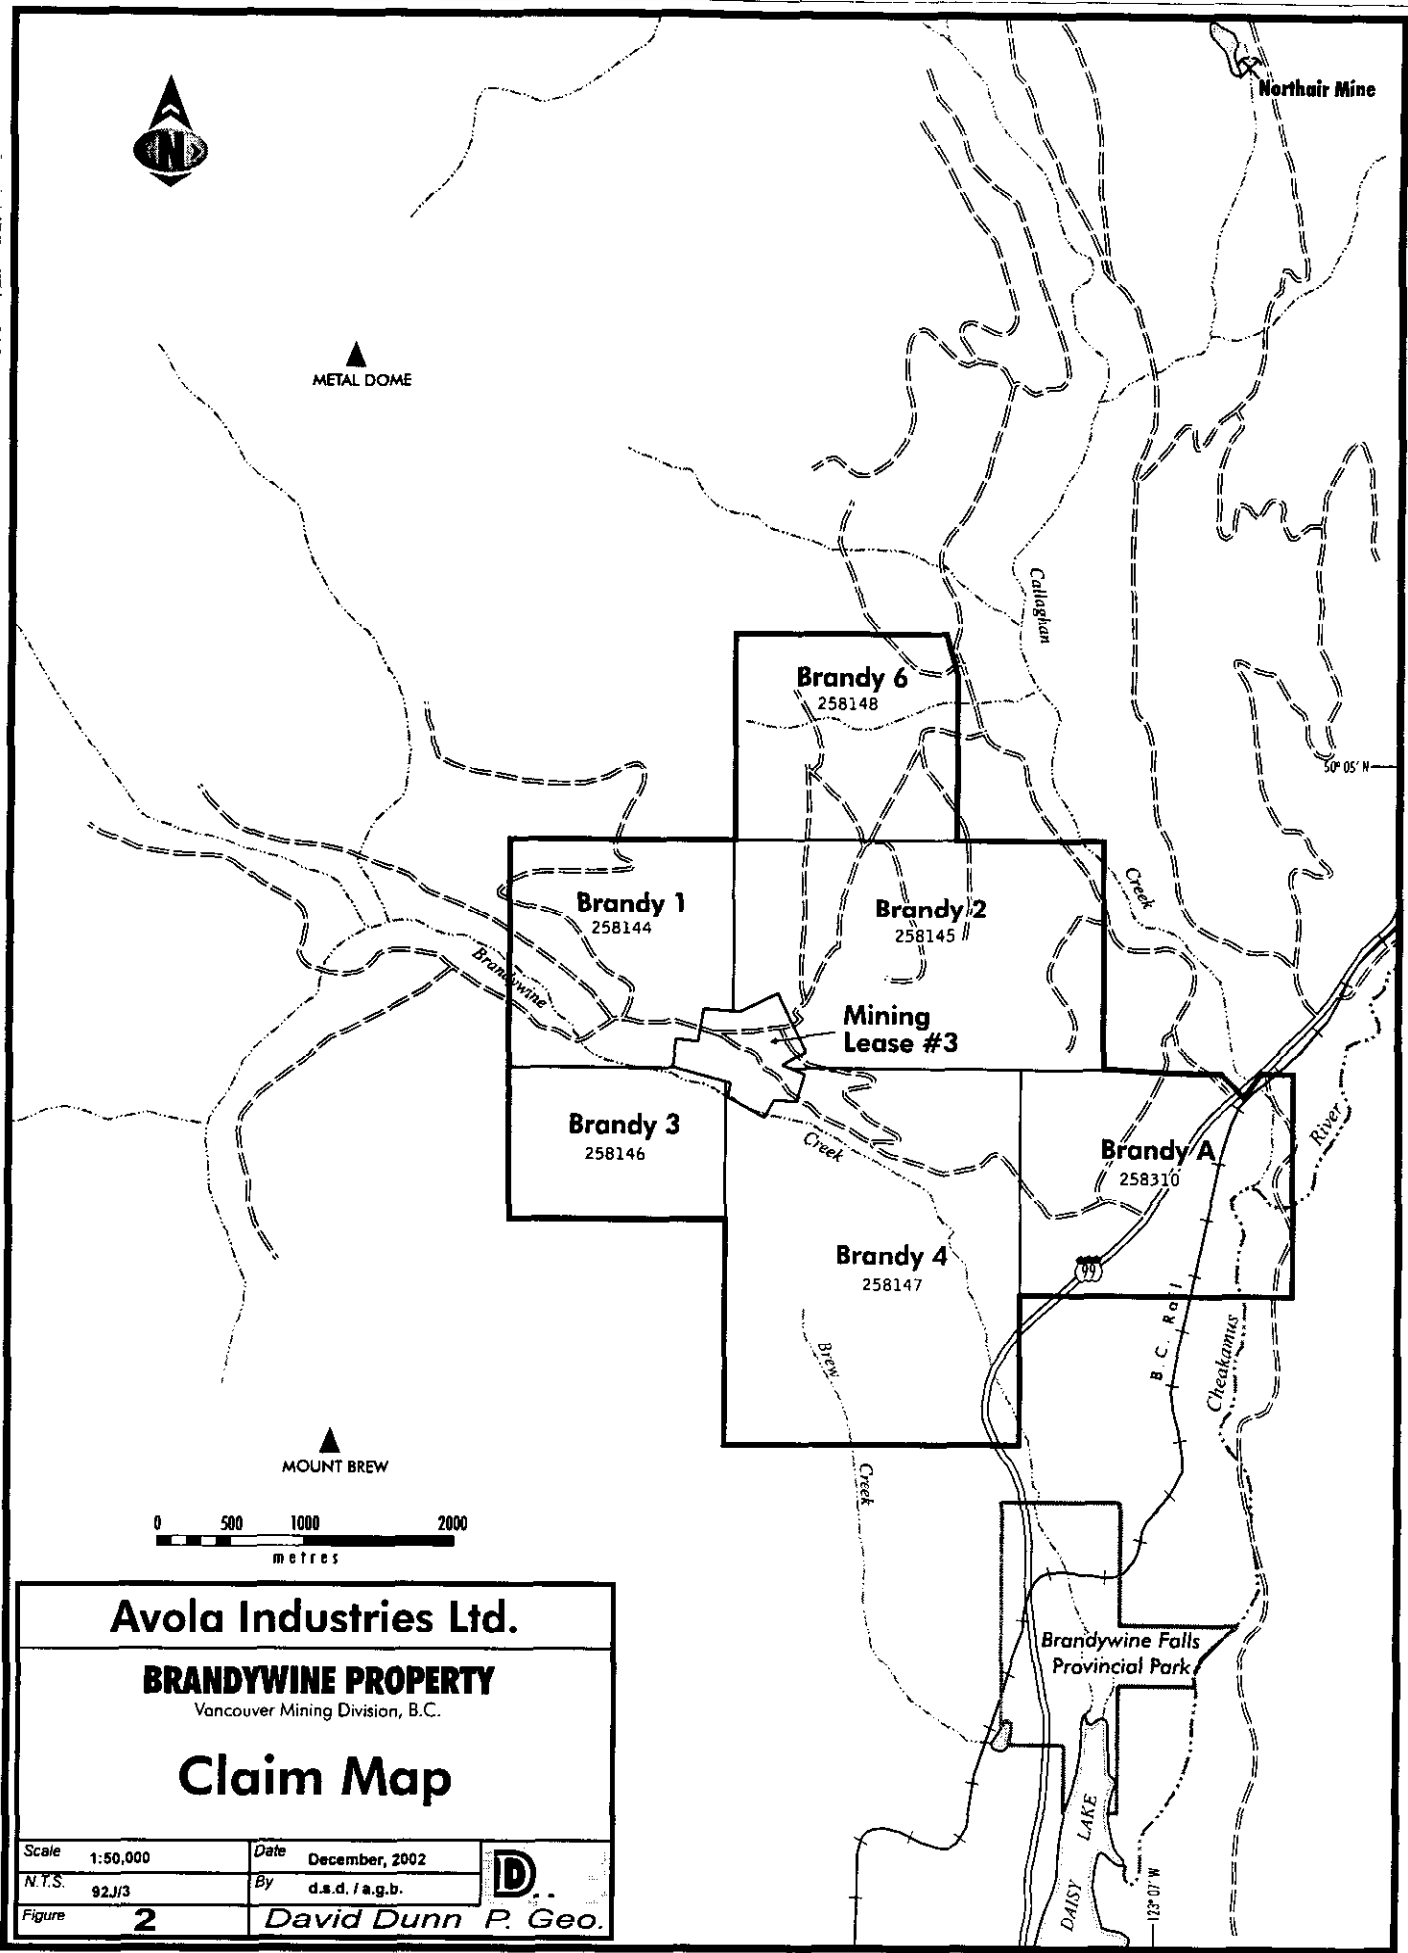 Northair Mine
METAL DOME
Callaghan
Brandy 6
258148
50° 05' N
Brandy 1
258144
Brandy 2
258145
Creek
Brandywine
Mining
Lease #3
Brandy 3
258146
Creek
Brandy A
258310
River
Brandy 4
258147
99
B.C. Rail
Cheakamus
Brew
Creek
MOUNT BREW
0 500 1000 2000
metres
Brandywine Falls
Provincial Park
DAISY LAKE
123° 07' W
Avola Industries Ltd.
BRANDYWINE PROPERTY
Vancouver Mining Division, B.C.
Claim Map
Scale 1:50,000
Date December, 2002
N.T.S. 92J/3
By d.s.d. / a.g.b.
D
Figure 2
David Dunn P. Geo.